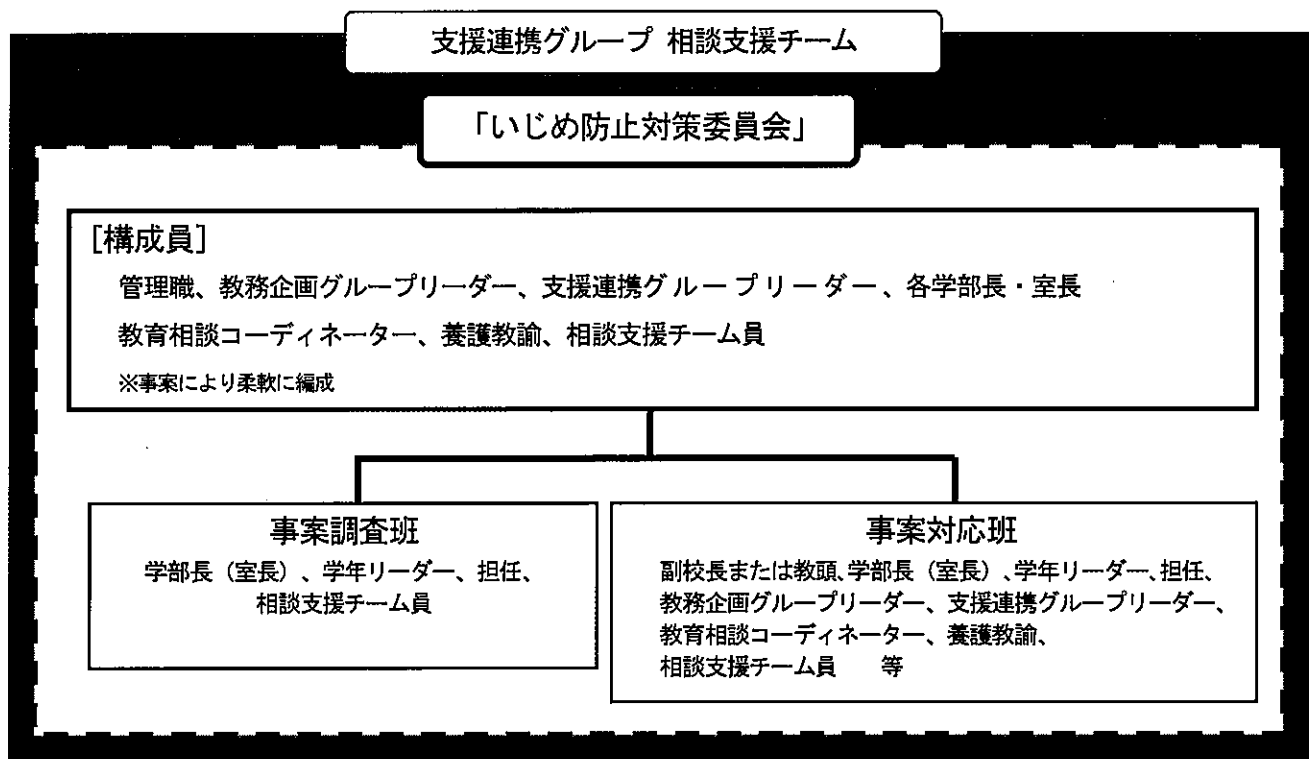 支援連携グループ 相談支援チーム
「いじめ防止対策委員会」
[構成員]
管理職、教務企画グループリーダー、支援連携グループリーダー、各学部長・室長
教育相談コーディネーター、養護教諭、相談支援チーム員
※事案により柔軟に編成
事案調査班
学部長（室長）、学年リーダー、担任、
相談支援チーム員
事案対応班
副校長または教頭、学部長（室長）、学年リーダー、担任、
教務企画グループリーダー、支援連携グループリーダー、
教育相談コーディネーター、養護教諭、
相談支援チーム員　　等